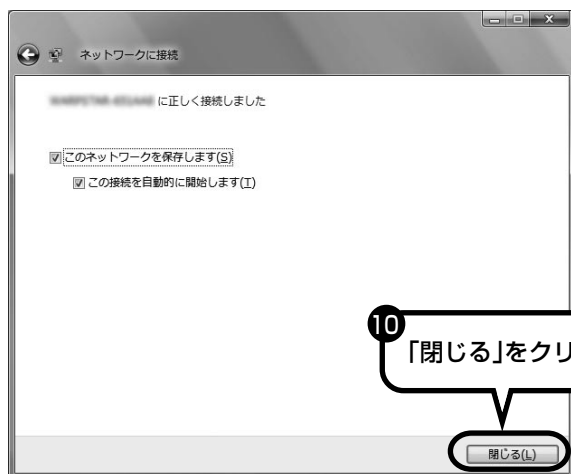 ネットワークに接続
に正しく接続しました
このネットワークを保存します(S)
この接続を自動的に開始します(T)
10
「閉じる」をクリ
閉じる(L)